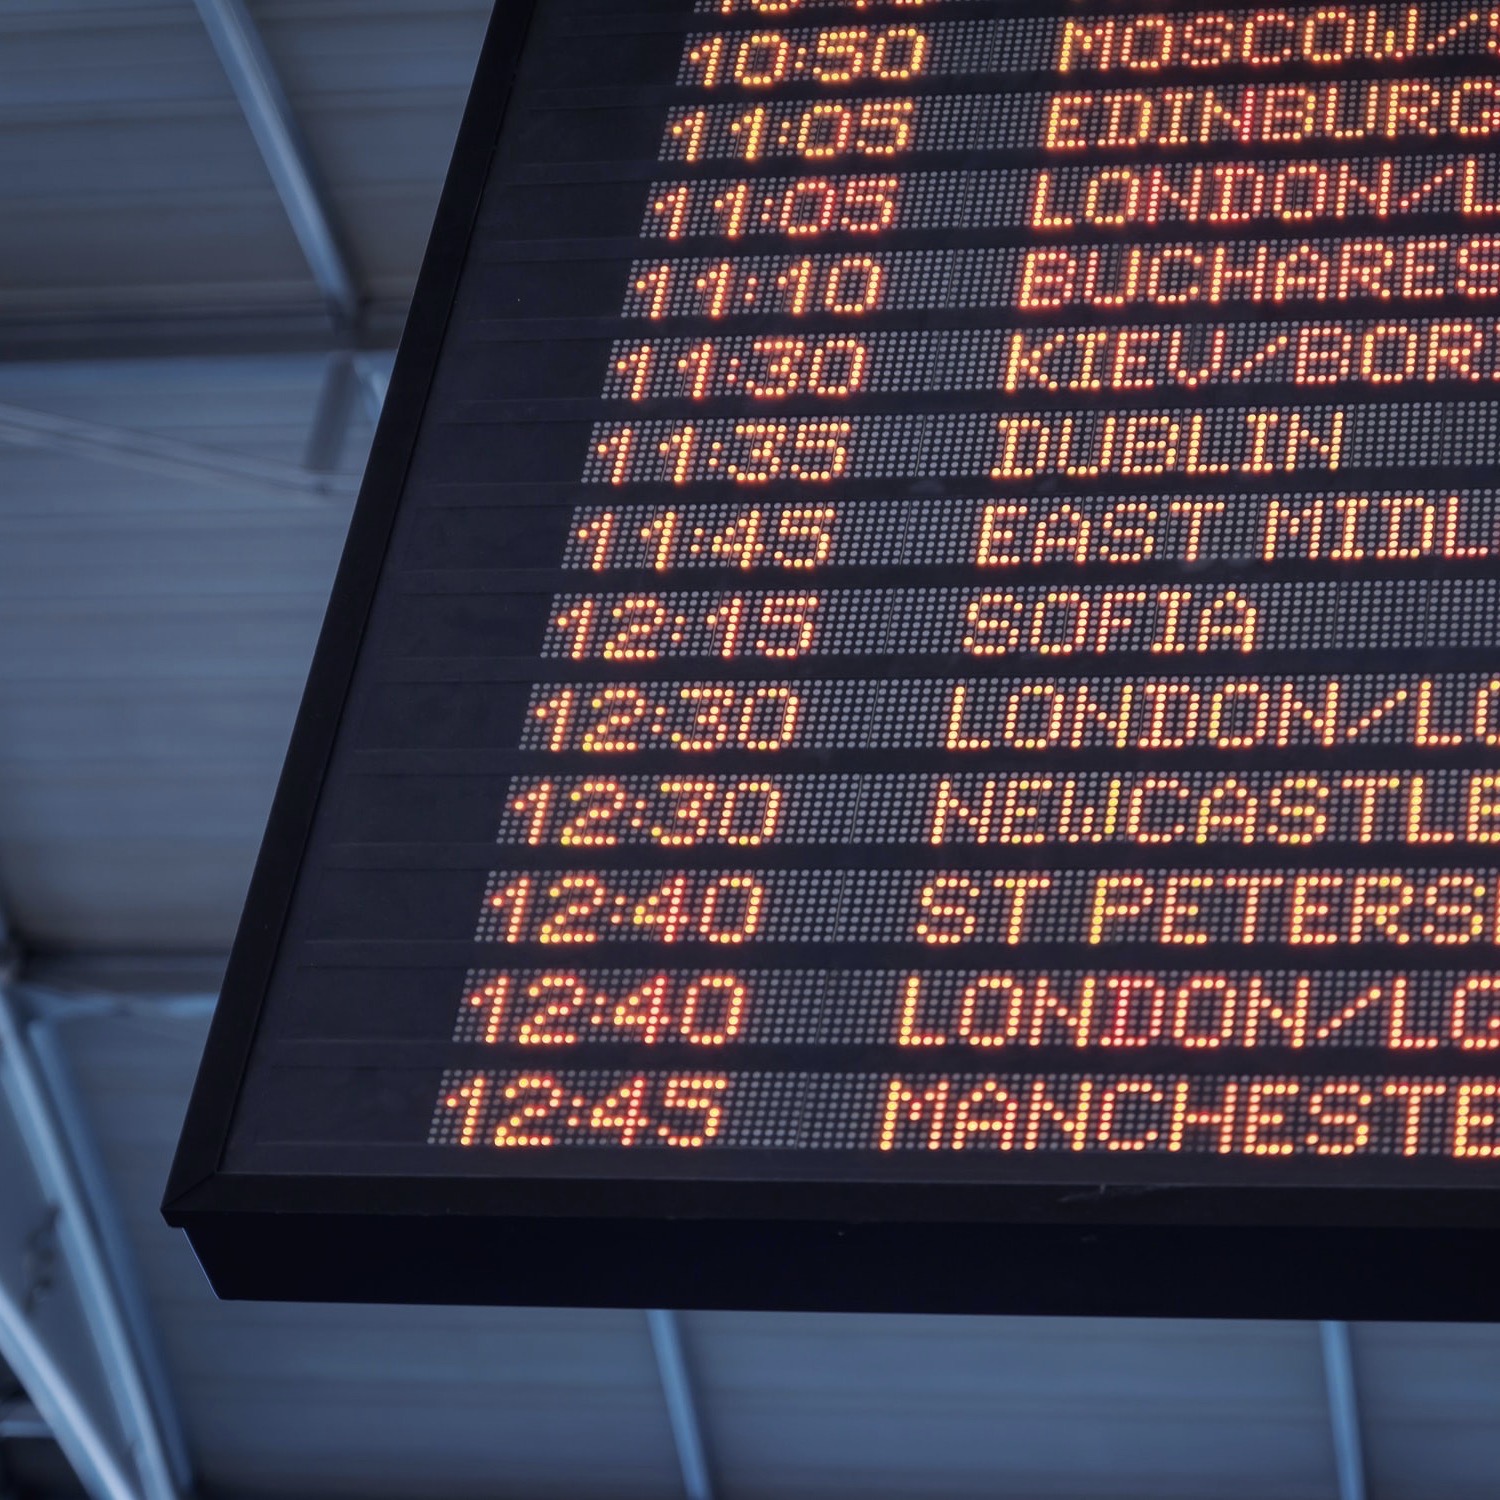 10:50 MOSCOW/
11:05 EDINBURG
11:05 LONDON/L
11:10 BUCHARES
11:30 KIEV/BOR
11:35 DUBLIN
11:45 EAST MIDL
12:15 SOFIA
12:30 LONDON/L
12:30 NEWCASTLE
12:40 ST PETERS
12:40 LONDON/LG
12:45 MANCHESTE